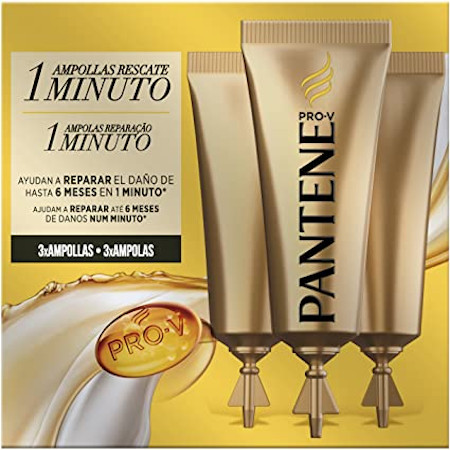 AMPOLLAS RESCATE
1 MINUTO
AMPOLAS REPARAÇÃO
1 MINUTO
AYUDAN A REPARAR EL DAÑO DE
HASTA 6 MESES EN 1 MINUTO*
AJUDAM A REPARAR ATÉ 6 MESES
DE DANOS NUM MINUTO*
3xAMPOLLAS • 3xAMPOLAS
PRO-V
PANTENE
PRO-V